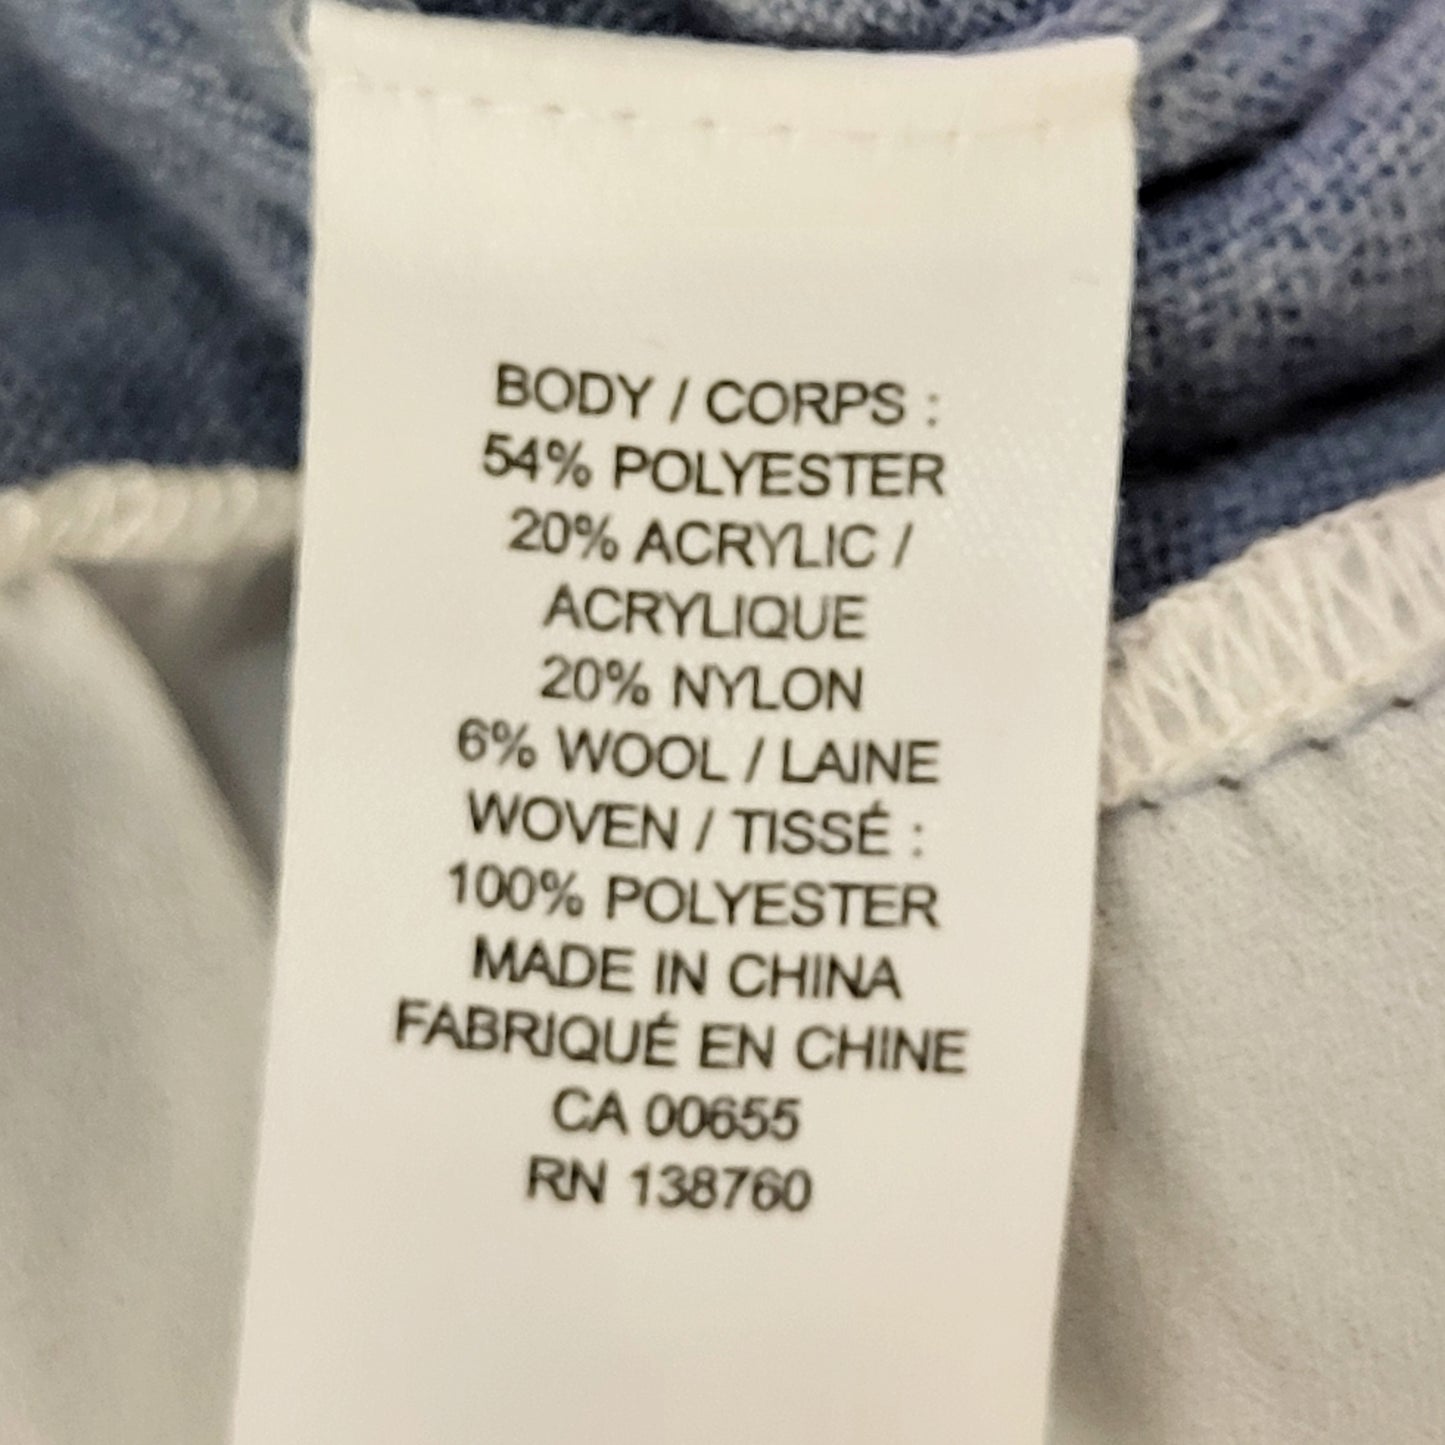 BODY / CORPS :
54% POLYESTER
20% ACRYLIC /
ACRYLIQUE
20% NYLON
6% WOOL / LAINE
WOVEN / TISSÉ :
100% POLYESTER
MADE IN CHINA
FABRIQUÉ EN CHINE
CA 00655
RN 138760